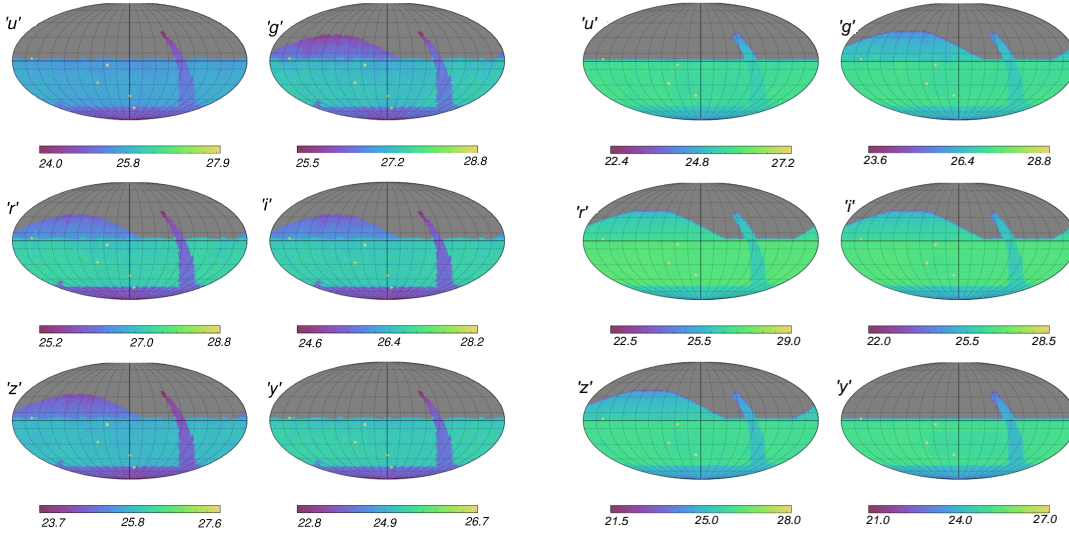 'u' 'g' 'u' 'g'
24.0 25.8 27.9 25.5 27.2 28.8 22.4 24.8 27.2 23.6 26.4 28.8
'r' 'i' 'r' 'i'
25.2 27.0 28.8 24.6 26.4 28.2 22.5 25.5 29.0 22.0 25.5 28.5
'z' 'y' 'z' 'y'
23.7 25.8 27.6 22.8 24.9 26.7 21.5 25.0 28.0 21.0 24.0 27.0